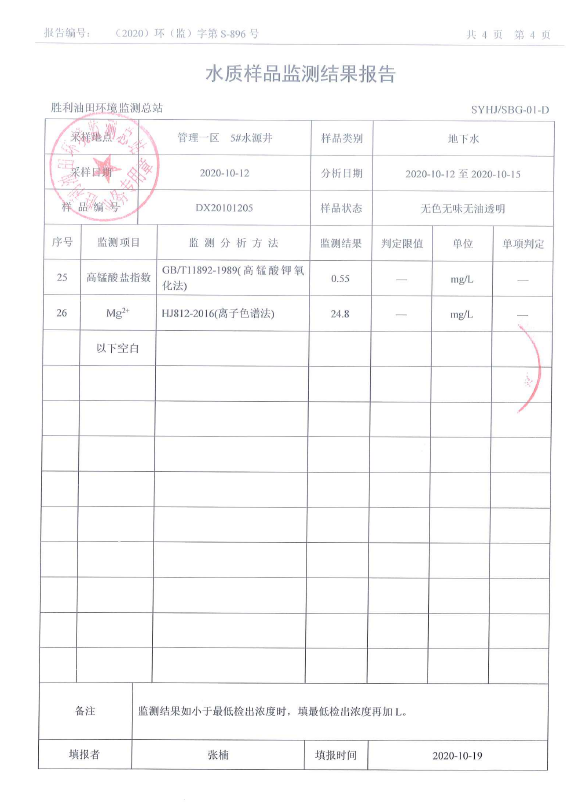 报告编号： （2020）环（监）字第 S-896 号 共 4 页 第 4 页
水质样品监测结果报告
胜利油田环境监测总站 SYHJ/SBG-01-D
采样地点 管理一区 5#水源井 样品类别 地下水
采样日期 2020-10-12 分析日期 2020-10-12 至 2020-10-15
样品编号 DX20101205 样品状态 无色无味无油透明
序号 监测项目 监测分析方法 监测结果 判定限值 单位 单项判定
25 高锰酸盐指数 GB/T11892-1989(高锰酸钾氧 0.55 — mg/L —
化法)
26 Mg²⁺ HJ812-2016(离子色谱法) 24.8 — mg/L —
以下空白
备注 监测结果如小于最低检出浓度时，填最低检出浓度再加 L。
填报者 张楠 填报时间 2020-10-19